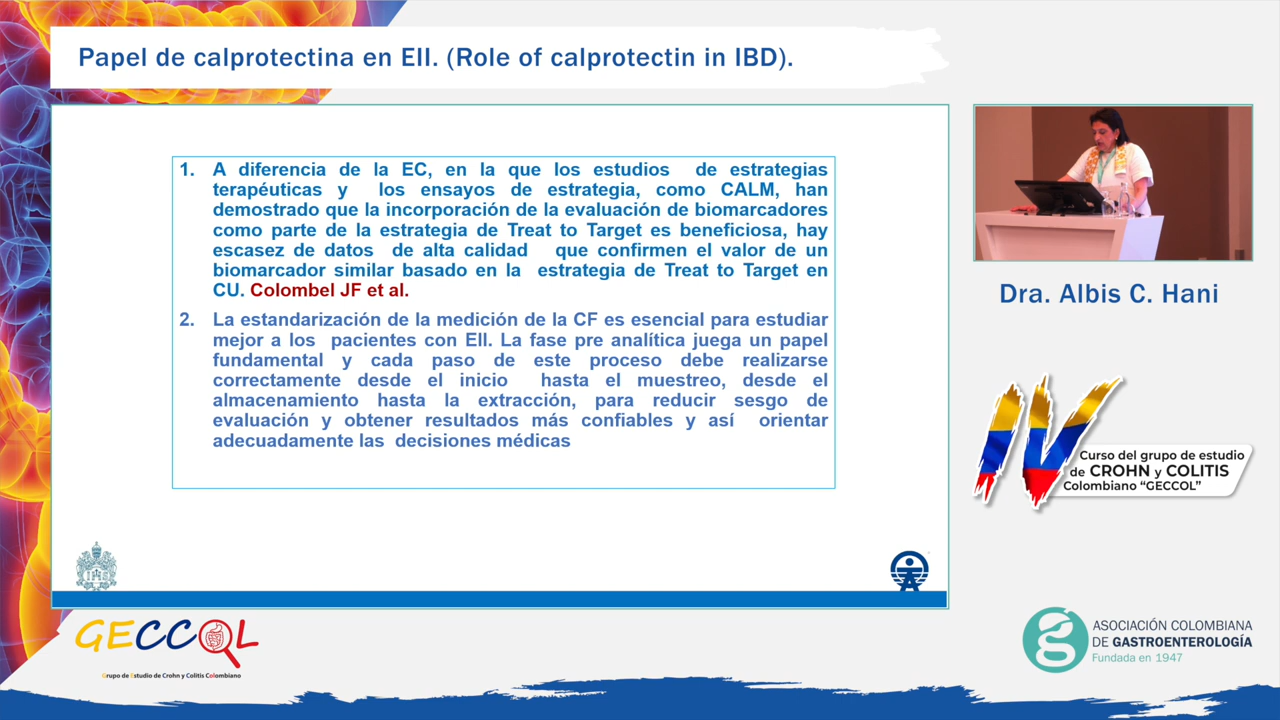 Papel de calprotectina en EII. (Role of calprotectin in IBD).
1. A diferencia de la EC, en la que los estudios de estrategias
terapéuticas y los ensayos de estrategia, como CALM, han
demostrado que la incorporación de la evaluación de biomarcadores
como parte de la estrategia de Treat to Target es beneficiosa, hay
escasez de datos de alta calidad que confirmen el valor de un
biomarcador similar basado en la estrategia de Treat to Target en
CU. Colombel JF et al.
2. La estandarización de la medición de la CF es esencial para estudiar
mejor a los pacientes con EII. La fase pre analítica juega un papel
fundamental y cada paso de este proceso debe realizarse
correctamente desde el inicio hasta el muestreo, desde el
almacenamiento hasta la extracción, para reducir sesgo de
evaluación y obtener resultados más confiables y así orientar
adecuadamente las decisiones médicas
IHS
Dra. Albis C. Hani
IV
Curso del grupo de estudio
de CROHN y COLITIS
Colombiano “GECCOL”
GECCOL
Grupo de Estudio de Crohn y Colitis Colombiano
ASOCIACIÓN COLOMBIANA
DE GASTROENTEROLOGÍA
Fundada en 1947